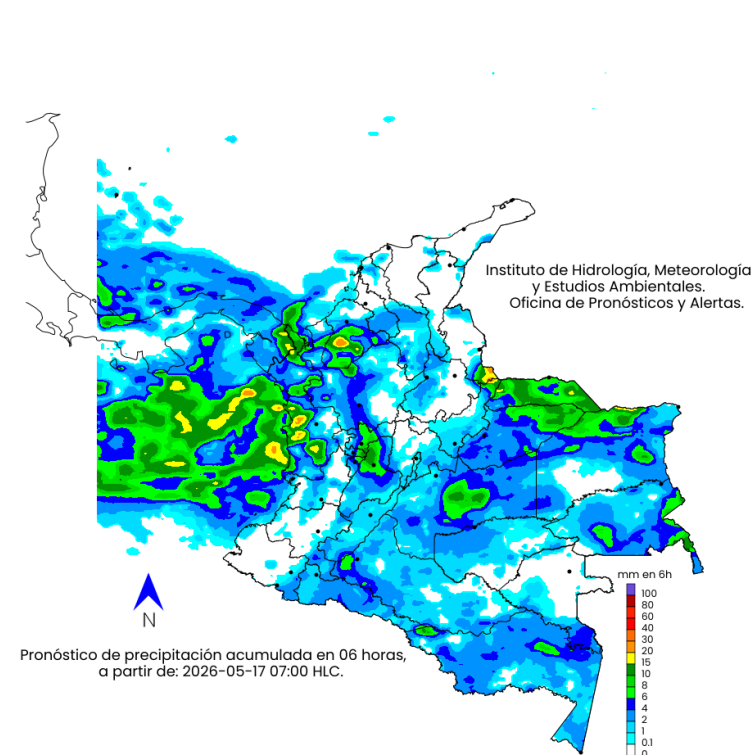 Instituto de Hidrología, Meteorología
y Estudios Ambientales.
Oficina de Pronósticos y Alertas.
mm en 6h
100
80
60
40
30
20
15
10
8
6
4
2
1
0.1
0
N
Pronóstico de precipitación acumulada en 06 horas,
a partir de: 2026-05-17 07:00 HLC.